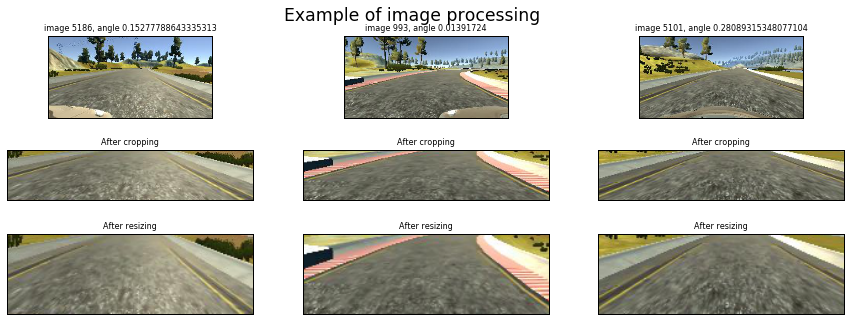 Example of image processing
image 5186, angle 0.15277788643335313
image 993, angle 0.01391724
image 5101, angle 0.28089315348077104
After cropping
After cropping
After cropping
After resizing
After resizing
After resizing